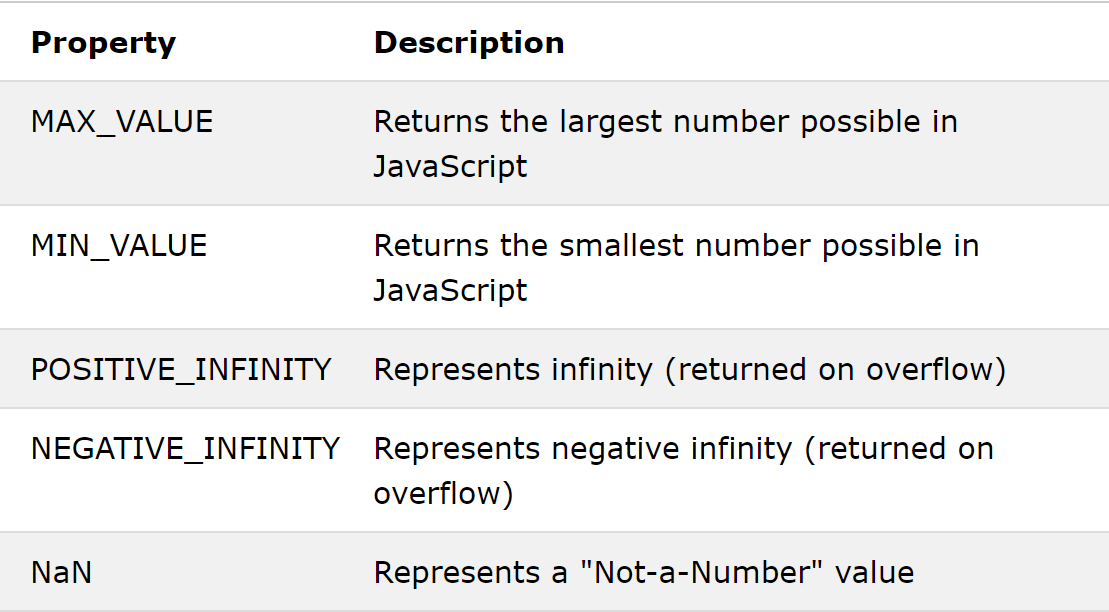 Property Description
MAX_VALUE Returns the largest number possible in
JavaScript
MIN_VALUE Returns the smallest number possible in
JavaScript
POSITIVE_INFINITY Represents infinity (returned on overflow)
NEGATIVE_INFINITY Represents negative infinity (returned on
overflow)
NaN Represents a "Not-a-Number" value